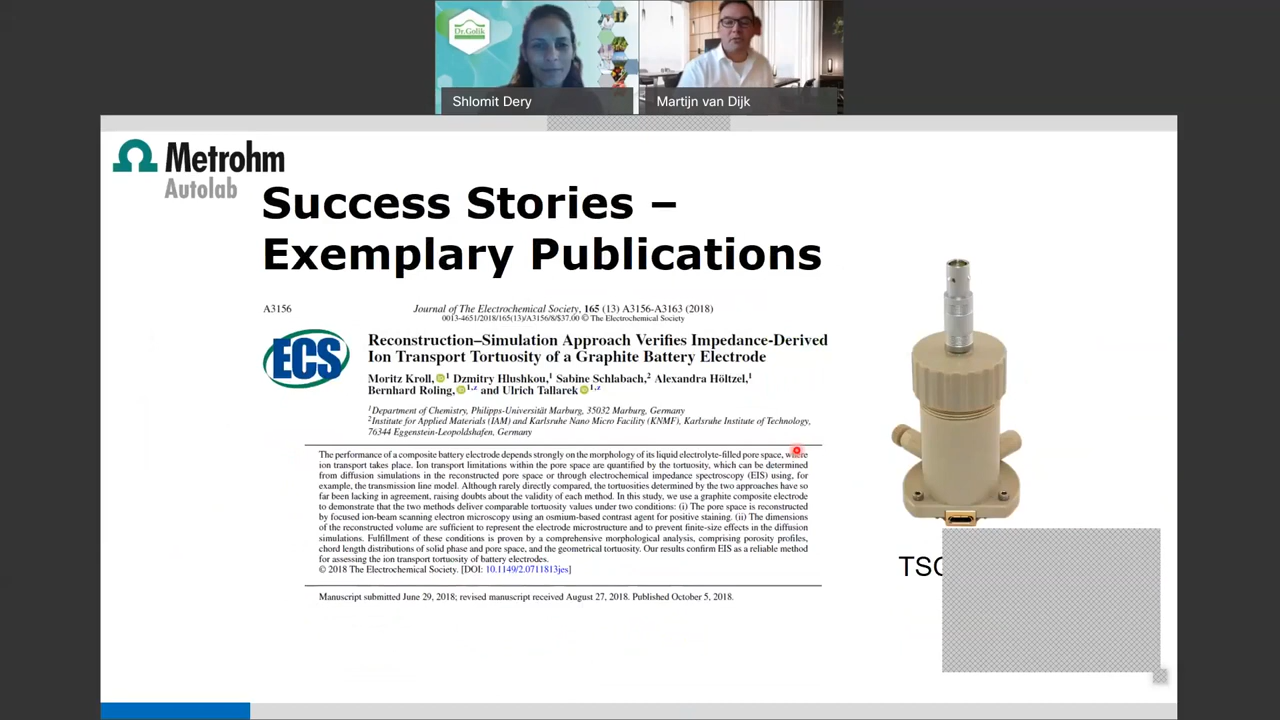 Dr.Golik
Shlomit Dery
Martijn van Dijk
Metrohm
Autolab
Success Stories –
Exemplary Publications
A3156
Journal of The Electrochemical Society, 165 (13) A3156-A3163 (2018)
0013-4651/2018/165(13)/A3156/8/$37.00 © The Electrochemical Society
ECS
Reconstruction–Simulation Approach Verifies Impedance-Derived
Ion Transport Tortuosity of a Graphite Battery Electrode
Moritz Kroll,1 Dzmitry Hlushkou,1 Sabine Schlabach,2 Alexandra Höltzel,1
Bernhard Roling,1,z and Ulrich Tallarek 1,z
1Department of Chemistry, Philipps-Universität Marburg, 35032 Marburg, Germany
2Institute for Applied Materials (IAM) and Karlsruhe Nano Micro Facility (KNMF), Karlsruhe Institute of Technology,
76344 Eggenstein-Leopoldshafen, Germany
The performance of a composite battery electrode depends strongly on the morphology of its liquid electrolyte-filled pore space, where
ion transport takes place. Ion transport limitations within the pore space are quantified by the tortuosity, which can be determined
from diffusion simulations in the reconstructed pore space or through electrochemical impedance spectroscopy (EIS) using, for
example, the transmission line model. Although rarely directly compared, the tortuosities determined by the two approaches have so
far been lacking in agreement, raising doubts about the validity of each method. In this study, we use a graphite composite electrode
to demonstrate that the two methods deliver comparable tortuosity values under two conditions: (i) The pore space is reconstructed
by focused ion-beam scanning electron microscopy using an osmium-based contrast agent for positive staining. (ii) The dimensions
of the reconstructed volume are sufficient to represent the electrode microstructure and to prevent finite-size effects in the diffusion
simulations. Fulfillment of these conditions is proven by a comprehensive morphological analysis, comprising porosity profiles,
chord length distributions of solid phase and pore space, and the geometrical tortuosity. Our results confirm EIS as a reliable method
for assessing the ion transport tortuosity of battery electrodes.
© 2018 The Electrochemical Society. [DOI: 10.1149/2.0711813jes]
Manuscript submitted June 29, 2018; revised manuscript received August 27, 2018. Published October 5, 2018.